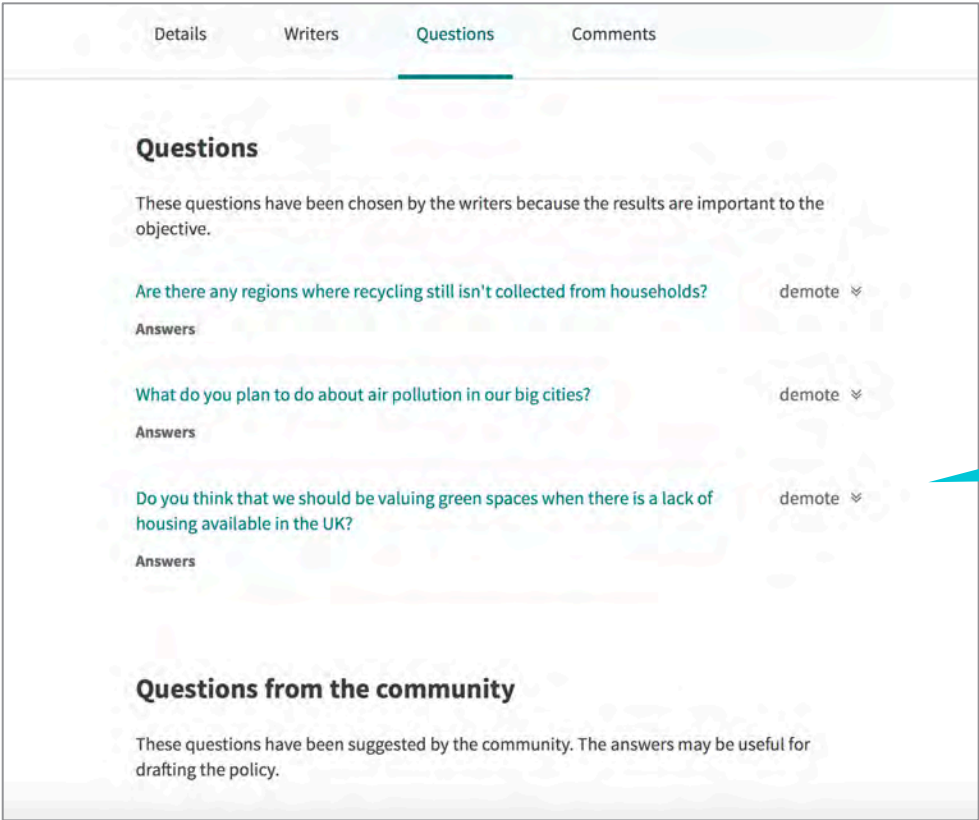 Details Writers Questions Comments
Questions
These questions have been chosen by the writers because the results are important to the
objective.
Are there any regions where recycling still isn't collected from households? demote
Answers
What do you plan to do about air pollution in our big cities? demote
Answers
Do you think that we should be valuing green spaces when there is a lack of demote
housing available in the UK?
Answers
Questions from the community
These questions have been suggested by the community. The answers may be useful for
drafting the policy.